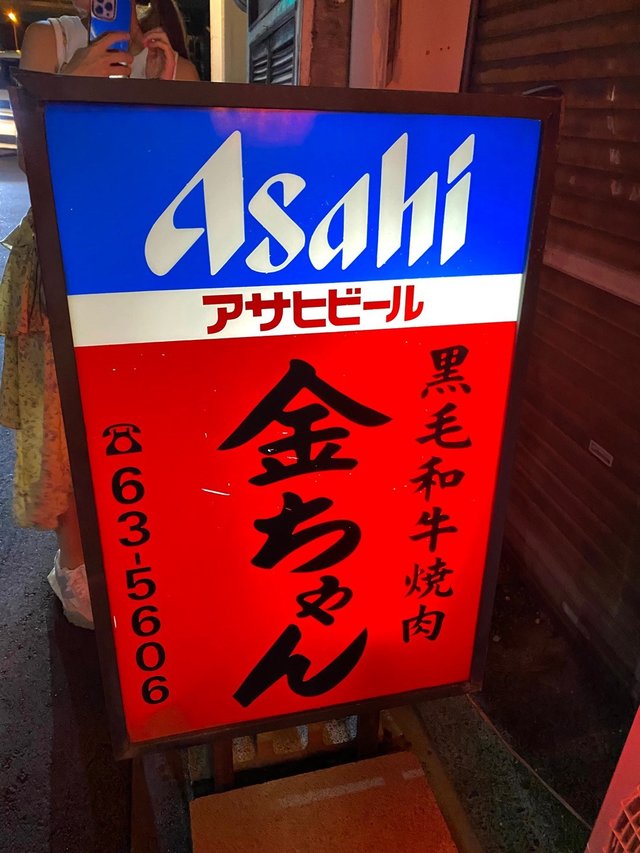 Asahi
アサヒビール
黒毛和牛焼肉
金ちゃん
☎63-5606